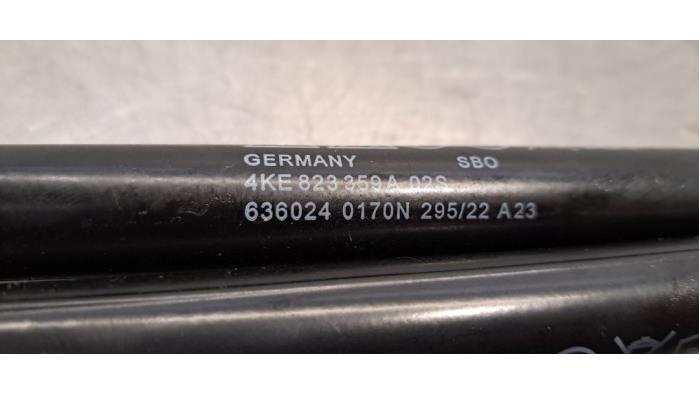 GERMANY SBO
4KE 823 359 A 02S
636024 0170N 295/22 A23